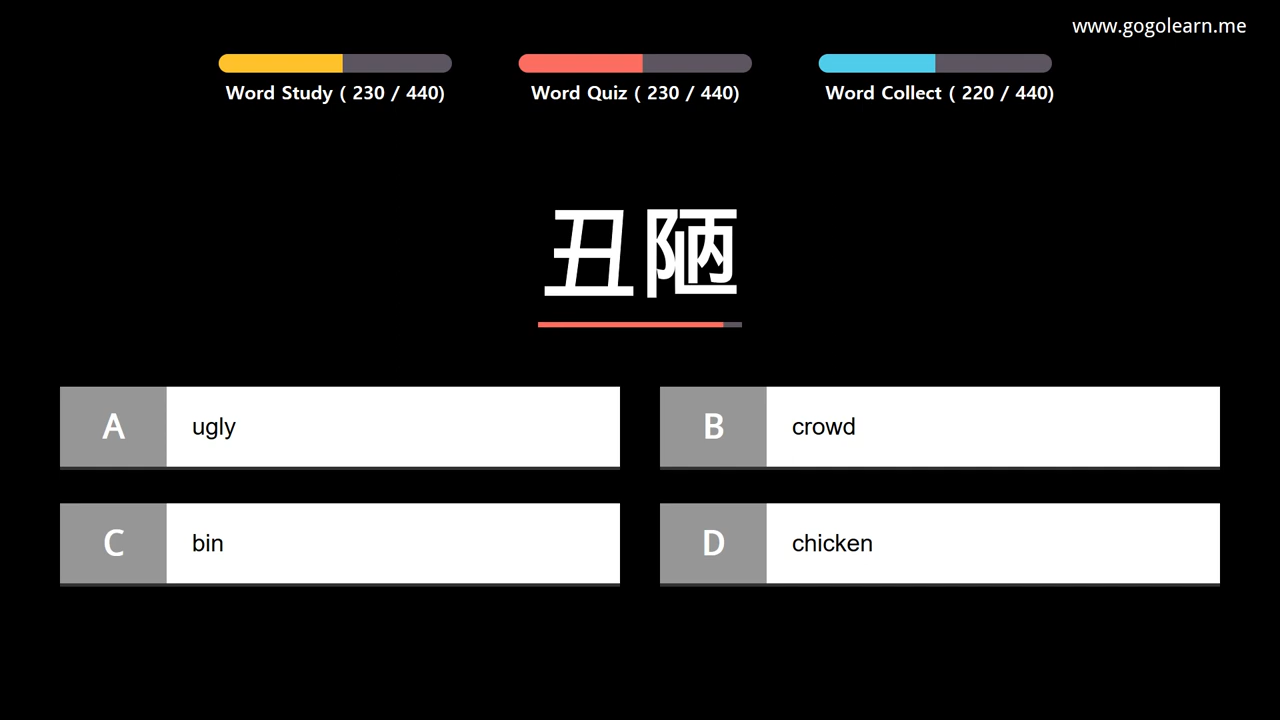 www.gogolearn.me
Word Study ( 230 / 440)
Word Quiz ( 230 / 440)
Word Collect ( 220 / 440)
丑陋
A ugly
B crowd
C bin
D chicken